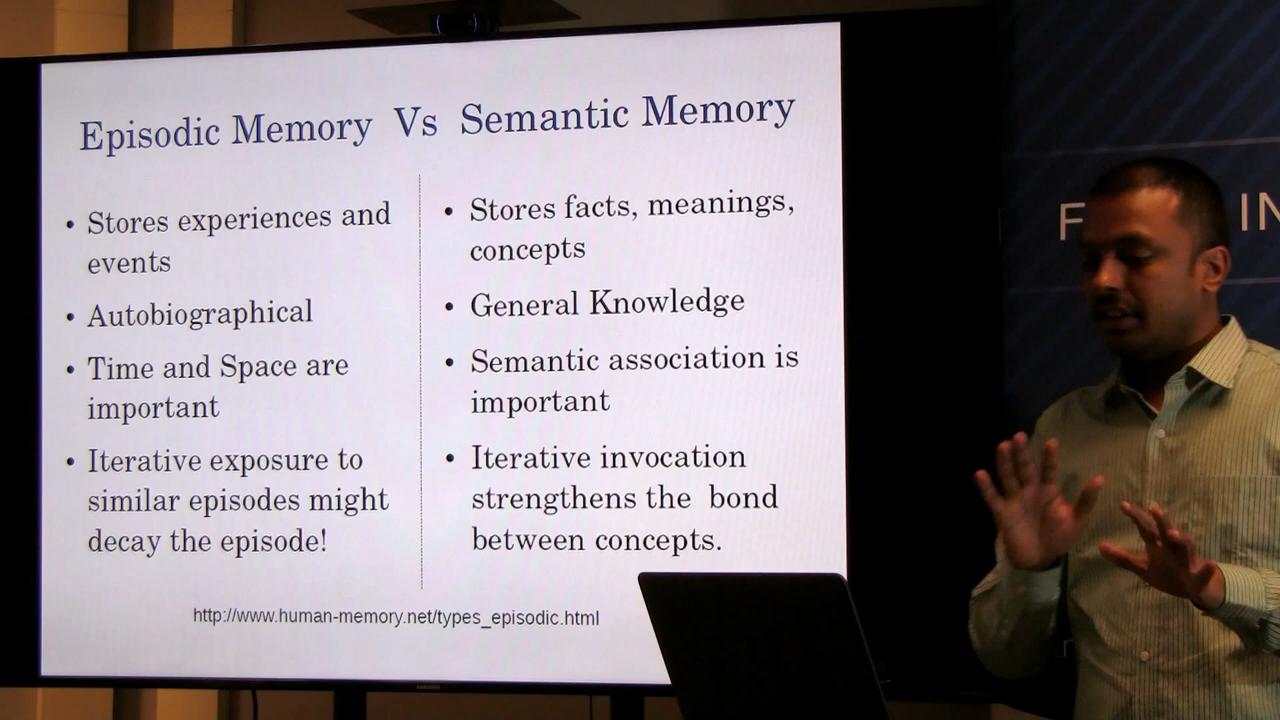 Episodic Memory Vs Semantic Memory
• Stores experiences and
events
• Autobiographical
• Time and Space are
important
• Iterative exposure to
similar episodes might
decay the episode!
• Stores facts, meanings,
concepts
• General Knowledge
• Semantic association is
important
• Iterative invocation
strengthens the bond
between concepts.
http://www.human-memory.net/types_episodic.html